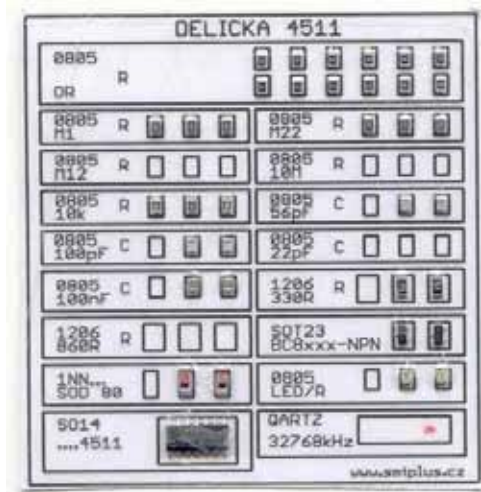 DELICKA 4511
0805
R
OR
0805 R
M1
0805 R
M22
0805 R
M12
0805 R
10M
0805 R
10k
0805 C
56pF
0805 C
100pF
0805 C
22pF
0805 C
100nF
1206 R
330R
1206 R
860R
SOT23
BC8xxx-NPN
1NN...
SOD 80
0805
LED/R
SO14
....4511
QARTZ
32768kHz
www.smtplus.cz